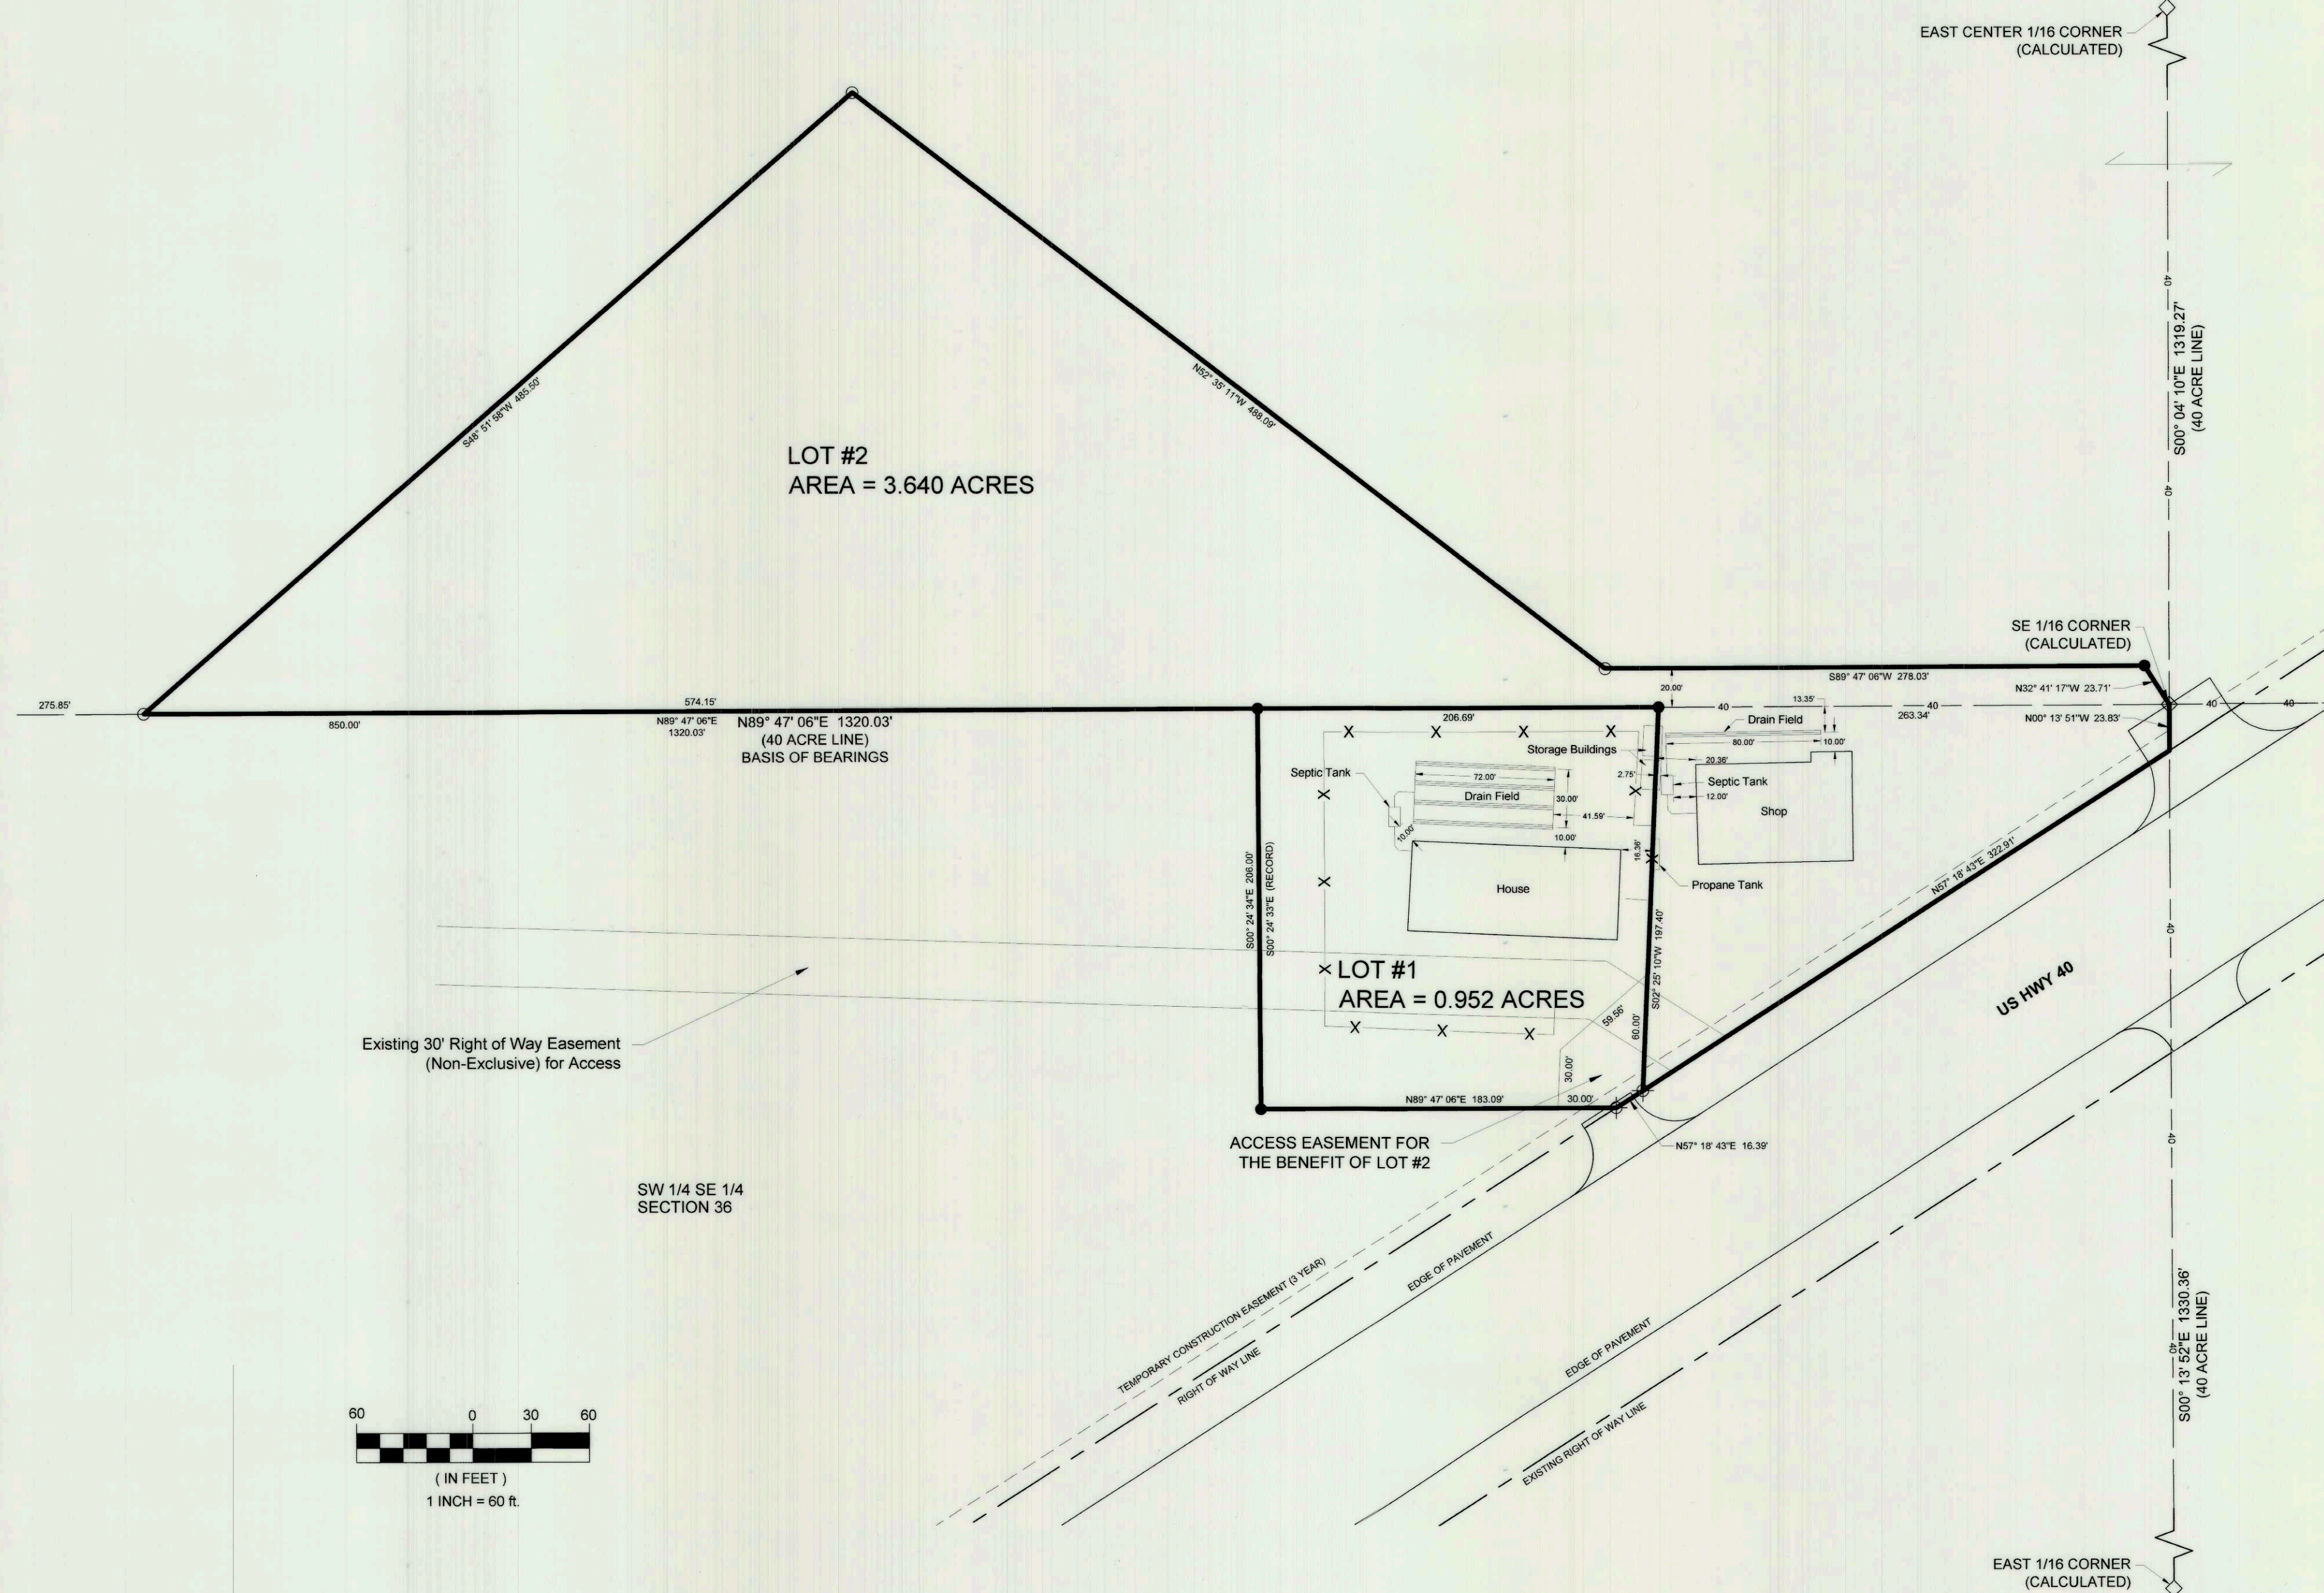 EAST CENTER 1/16 CORNER
(CALCULATED)
40
S00° 04' 10"E 1319.27'
(40 ACRE LINE)
40
S48° 51' 58"W 485.50'
N52° 35' 11"W 488.09'
LOT #2
AREA = 3.640 ACRES
SE 1/16 CORNER
(CALCULATED)
S89° 47' 06"W 278.03'
N32° 41' 17"W 23.71'
20.00'
275.85'
850.00'
574.15'
N89° 47' 06"E
1320.03'
N89° 47' 06"E 1320.03'
(40 ACRE LINE)
BASIS OF BEARINGS
206.69'
40
13.35'
40
263.34'
40
40
N00° 13' 51"W 23.83'
Drain Field
80.00'
10.00'
Storage Buildings
20.36'
2.75'
Septic Tank
12.00'
Shop
Septic Tank
72.00'
Drain Field
30.00'
41.59'
10.00'
10.00'
16.36'
House
Propane Tank
X
X
X
X
X
X
X
X
X
X
X
X
S00° 24' 34"E 206.00'
S00° 24' 33"E (RECORD)
S02° 25' 10"W 197.40'
N57° 18' 43"E 322.91'
LOT #1
AREA = 0.952 ACRES
59.56'
60.00'
30.00'
30.00'
N89° 47' 06"E 183.09'
N57° 18' 43"E 16.39'
US HWY 40
40
40
Existing 30' Right of Way Easement
(Non-Exclusive) for Access
ACCESS EASEMENT FOR
THE BENEFIT OF LOT #2
SW 1/4 SE 1/4
SECTION 36
TEMPORARY CONSTRUCTION EASEMENT (3 YEAR)
RIGHT OF WAY LINE
EDGE OF PAVEMENT
EDGE OF PAVEMENT
EXISTING RIGHT OF WAY LINE
40
S00° 13' 52"E 1330.36'
(40 ACRE LINE)
60 0 30 60
( IN FEET )
1 INCH = 60 ft.
EAST 1/16 CORNER
(CALCULATED)